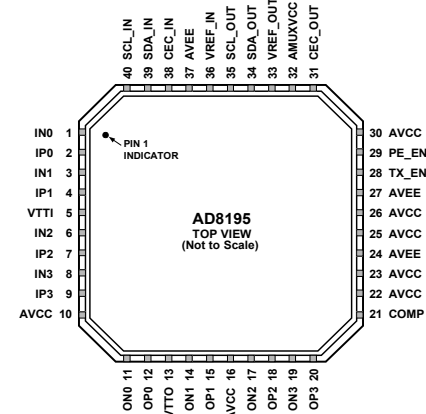 40 SCL_IN
39 SDA_IN
38 CEC_IN
37 AVEE
36 VREF_IN
35 SCL_OUT
34 SDA_OUT
33 VREF_OUT
32 AMUXVCC
31 CEC_OUT
IN0 1
IP0 2
IN1 3
IP1 4
VTTI 5
IN2 6
IP2 7
IN3 8
IP3 9
AVCC 10
PIN 1
INDICATOR
AD8195
TOP VIEW
(Not to Scale)
30 AVCC
29 PE_EN
28 TX_EN
27 AVEE
26 AVCC
25 AVCC
24 AVEE
23 AVCC
22 AVCC
21 COMP
ON0 11
OP0 12
VTTO 13
ON1 14
OP1 15
AVCC 16
ON2 17
OP2 18
ON3 19
OP3 20